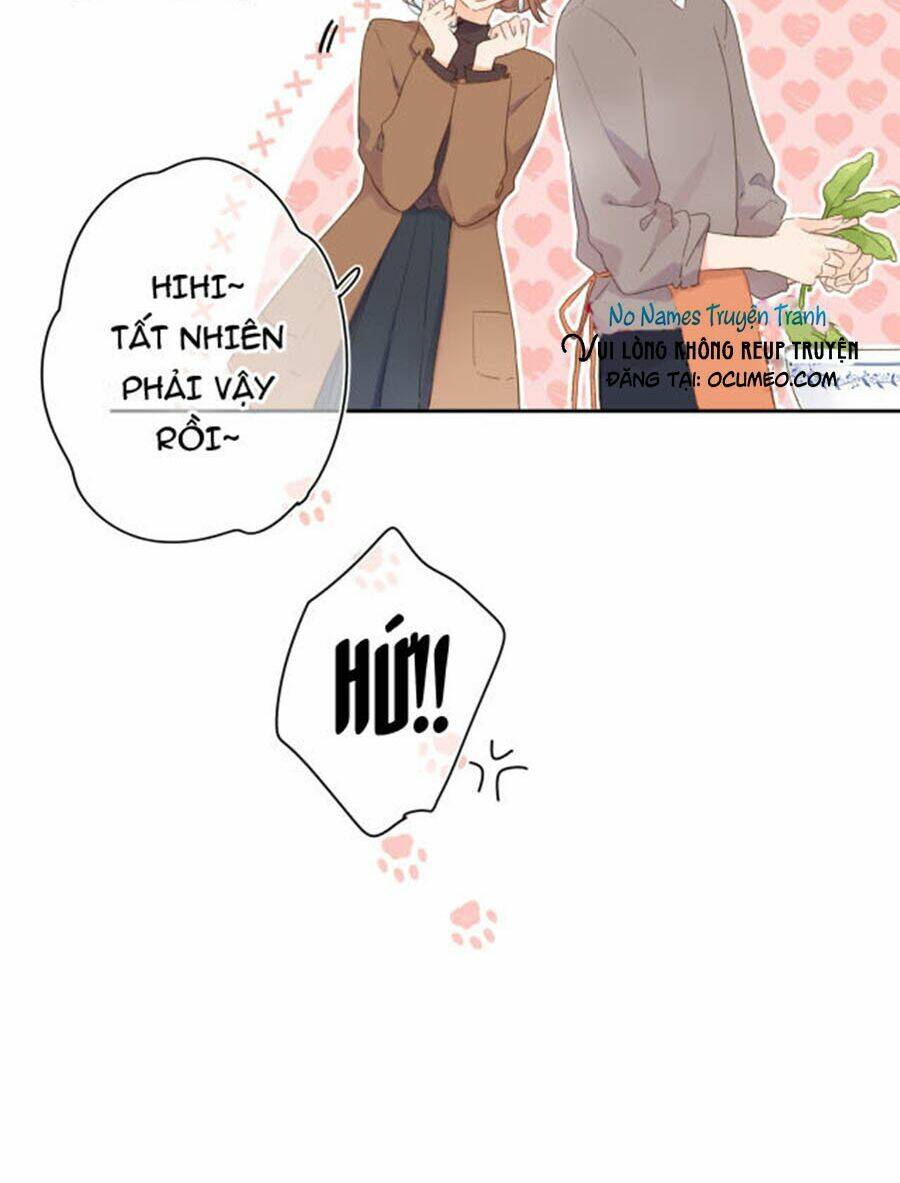 HIHI~
TẤT NHIÊN
PHẢI VẬY
RỒI~
No Names Truyện Tranh
VUI LÒNG KHÔNG REUP TRUYỆN
ĐĂNG TẠI: OCUMEO.COM
HỨ!!